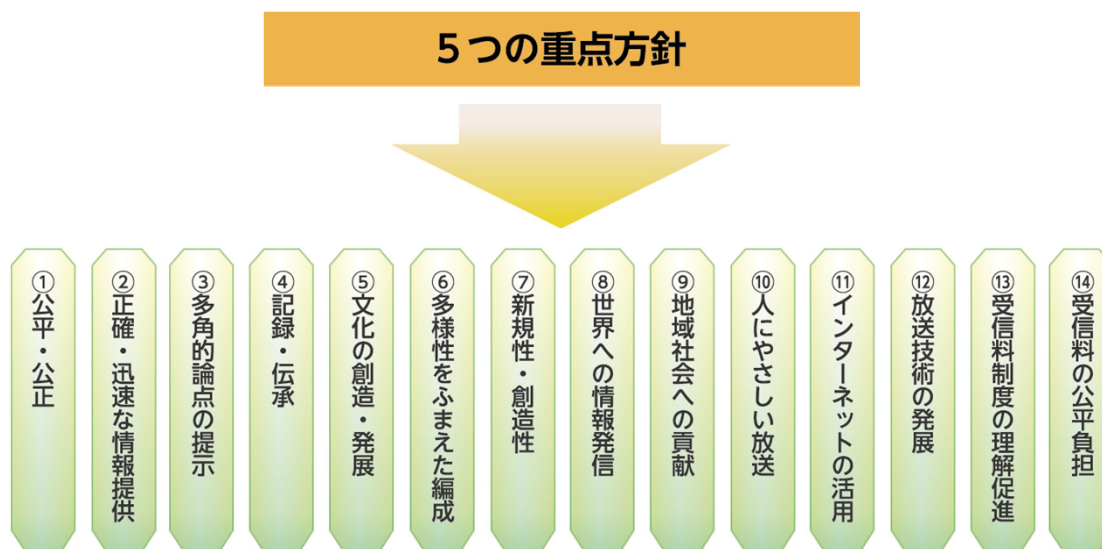 ５つの重点方針
①公平・公正
②正確・迅速な情報提供
③多角的論点の提示
④記録・伝承
⑤文化の創造・発展
⑥多様性をふまえた編成
⑦新規性・創造性
⑧世界への情報発信
⑨地域社会への貢献
⑩人にやさしい放送
⑪インターネットの活用
⑫放送技術の発展
⑬受信料制度の理解促進
⑭受信料の公平負担